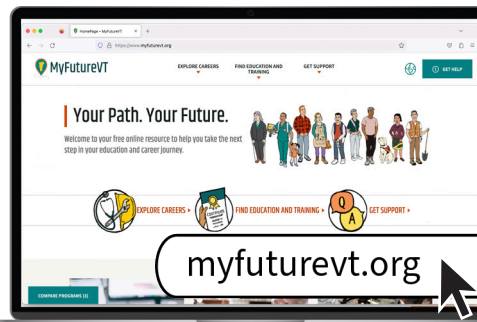 HomePage - MyFutureVT
https://www.myfuturevt.org
MyFutureVT
EXPLORE CAREERS
FIND EDUCATION AND
TRAINING
GET SUPPORT
GET HELP
Your Path. Your Future.
Welcome to your free online resource to help you take the next
step in your education and career journey.
EXPLORE CAREERS
FIND EDUCATION AND TRAINING
Q
A
GET SUPPORT
myfuturevt.org
COMPARE PROGRAMS (3)